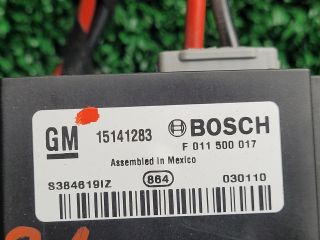 GM 15141283 BOSCH
F 011 500 017
Assembled in Mexico
S384619IZ 864 030110